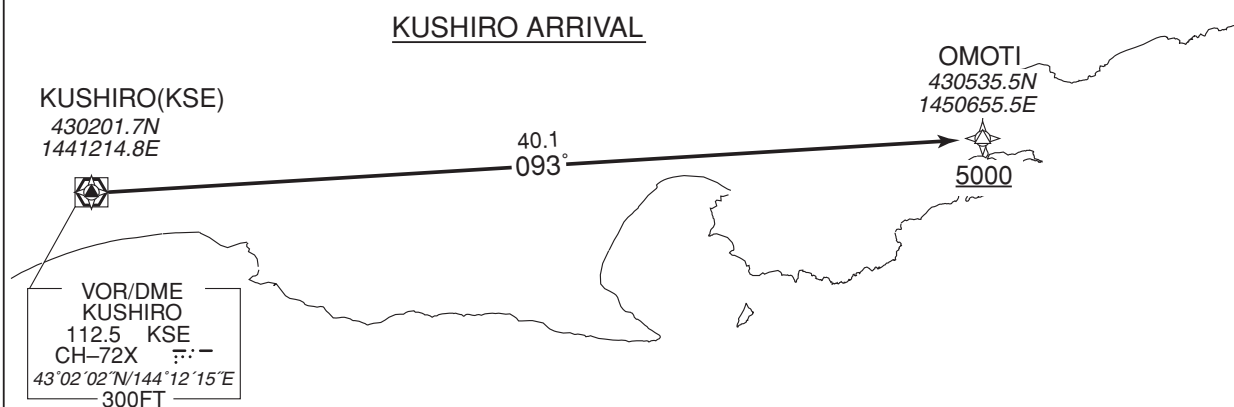 KUSHIRO ARRIVAL
KUSHIRO(KSE)
430201.7N
1441214.8E
OMOTI
430535.5N
1450655.5E
40.1
093°
5000
VOR/DME
KUSHIRO
112.5 KSE
CH–72X
43°02´02˝N/144°12´15˝E
300FT